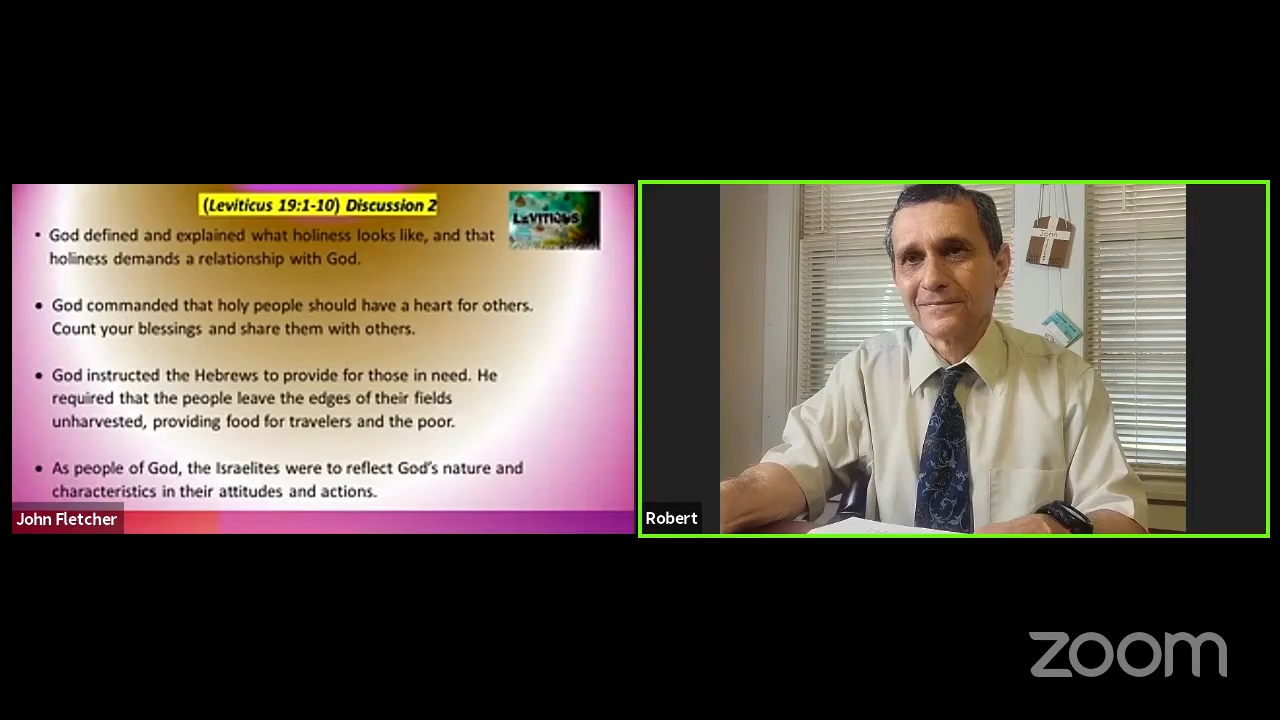 (Leviticus 19:1-10) Discussion 2
LEVITICUS
• God defined and explained what holiness looks like, and that
holiness demands a relationship with God.
• God commanded that holy people should have a heart for others.
Count your blessings and share them with others.
• God instructed the Hebrews to provide for those in need. He
required that the people leave the edges of their fields
unharvested, providing food for travelers and the poor.
• As people of God, the Israelites were to reflect God's nature and
characteristics in their attitudes and actions.
John Fletcher
John
Robert
zoom